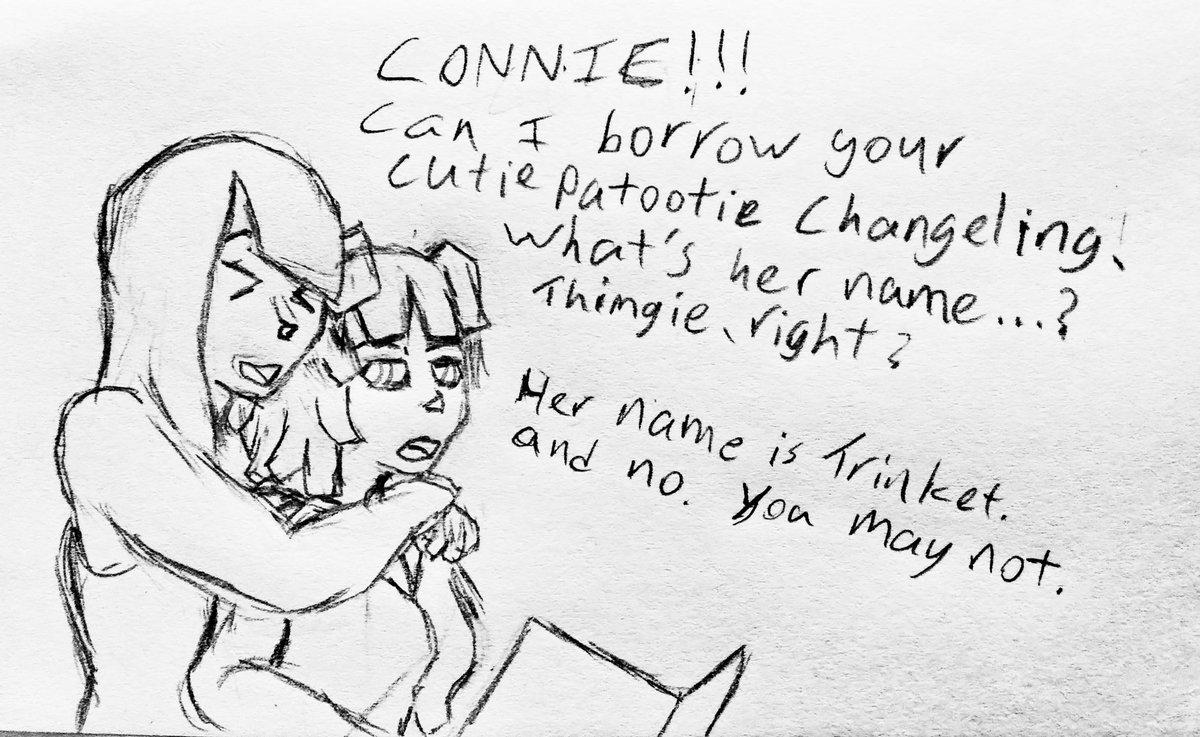 CONNIE!!!
Can I borrow your
cutie patootie Changeling!
What's her name...?
Thimgie, right?
Her name is Trinket.
and no. You may not.